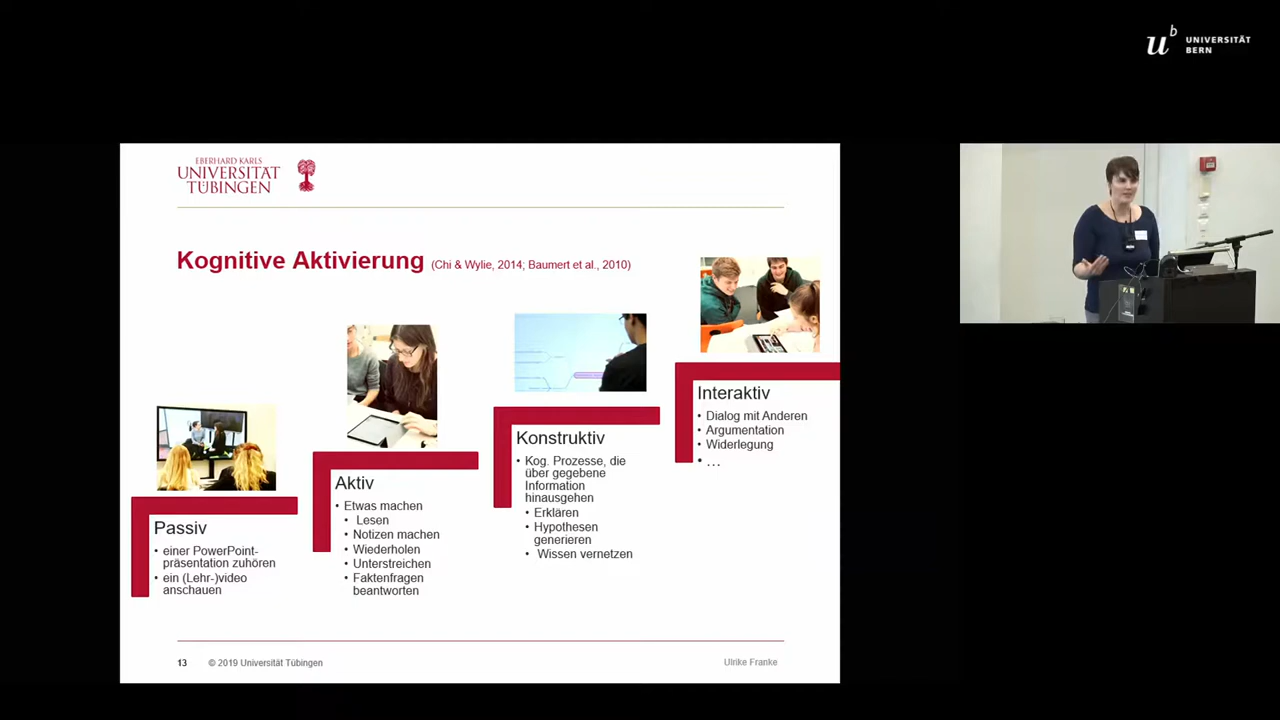 u b UNIVERSITÄT
BERN
EBERHARD KARLS
UNIVERSITÄT
TÜBINGEN
Kognitive Aktivierung (Chi & Wylie, 2014; Baumert et al., 2010)
Passiv
• einer PowerPoint-
präsentation zuhören
• ein (Lehr-)video
anschauen
Aktiv
• Etwas machen
• Lesen
• Notizen machen
• Wiederholen
• Unterstreichen
• Faktenfragen
beantworten
Konstruktiv
• Kog. Prozesse, die
über gegebene
Information
hinausgehen
• Erklären
• Hypothesen
generieren
• Wissen vernetzen
Interaktiv
• Dialog mit Anderen
• Argumentation
• Widerlegung
• ...
13 © 2019 Universität Tübingen
Ulrike Franke